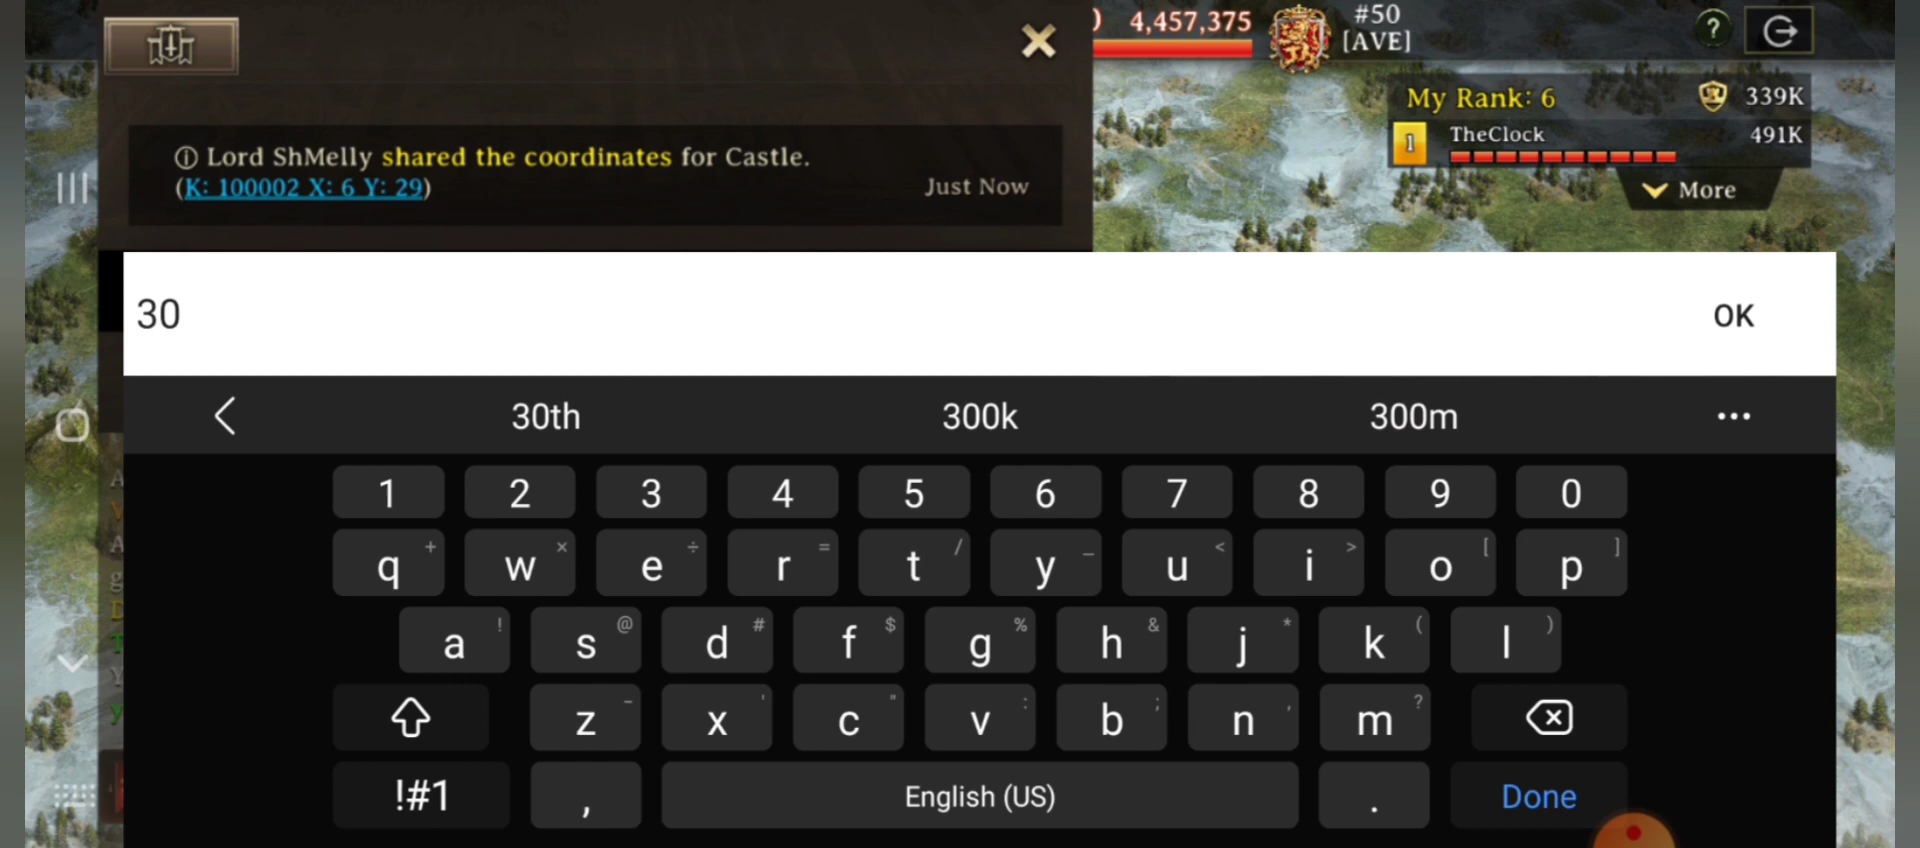 4,457,375
#50
[AVE]
?
My Rank: 6
339K
1
TheClock
491K
More
Lord ShMelly shared the coordinates for Castle.
(K: 100002 X: 6 Y: 29)
Just Now
30
OK
30th 300k 300m
1 2 3 4 5 6 7 8 9 0
q + w × e ÷ r = t / y _ u < i > o [ p ]
a ! s @ d # f $ g % h & j * k ( l )
z - x ' c " v : b ; n , m ?
!#1 , English (US) . Done